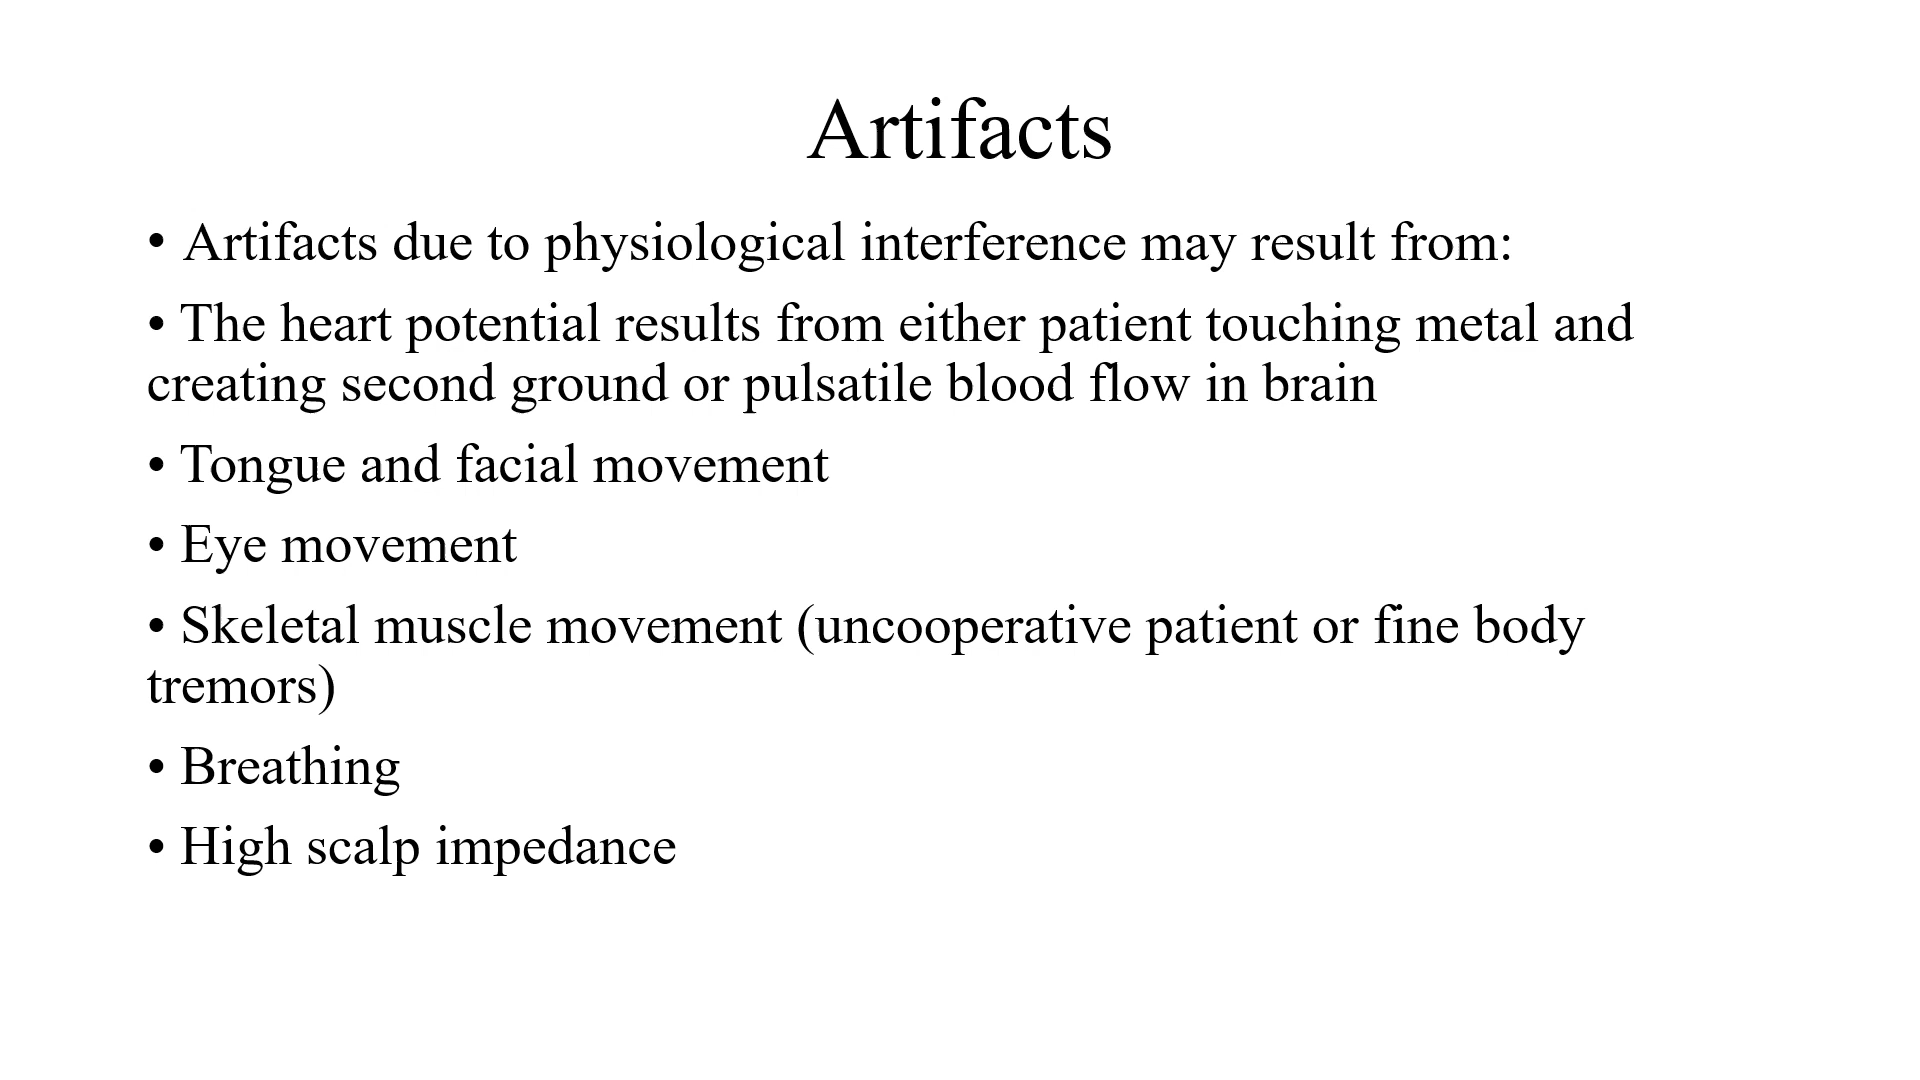 Artifacts
• Artifacts due to physiological interference may result from:
• The heart potential results from either patient touching metal and
creating second ground or pulsatile blood flow in brain
• Tongue and facial movement
• Eye movement
• Skeletal muscle movement (uncooperative patient or fine body
tremors)
• Breathing
• High scalp impedance